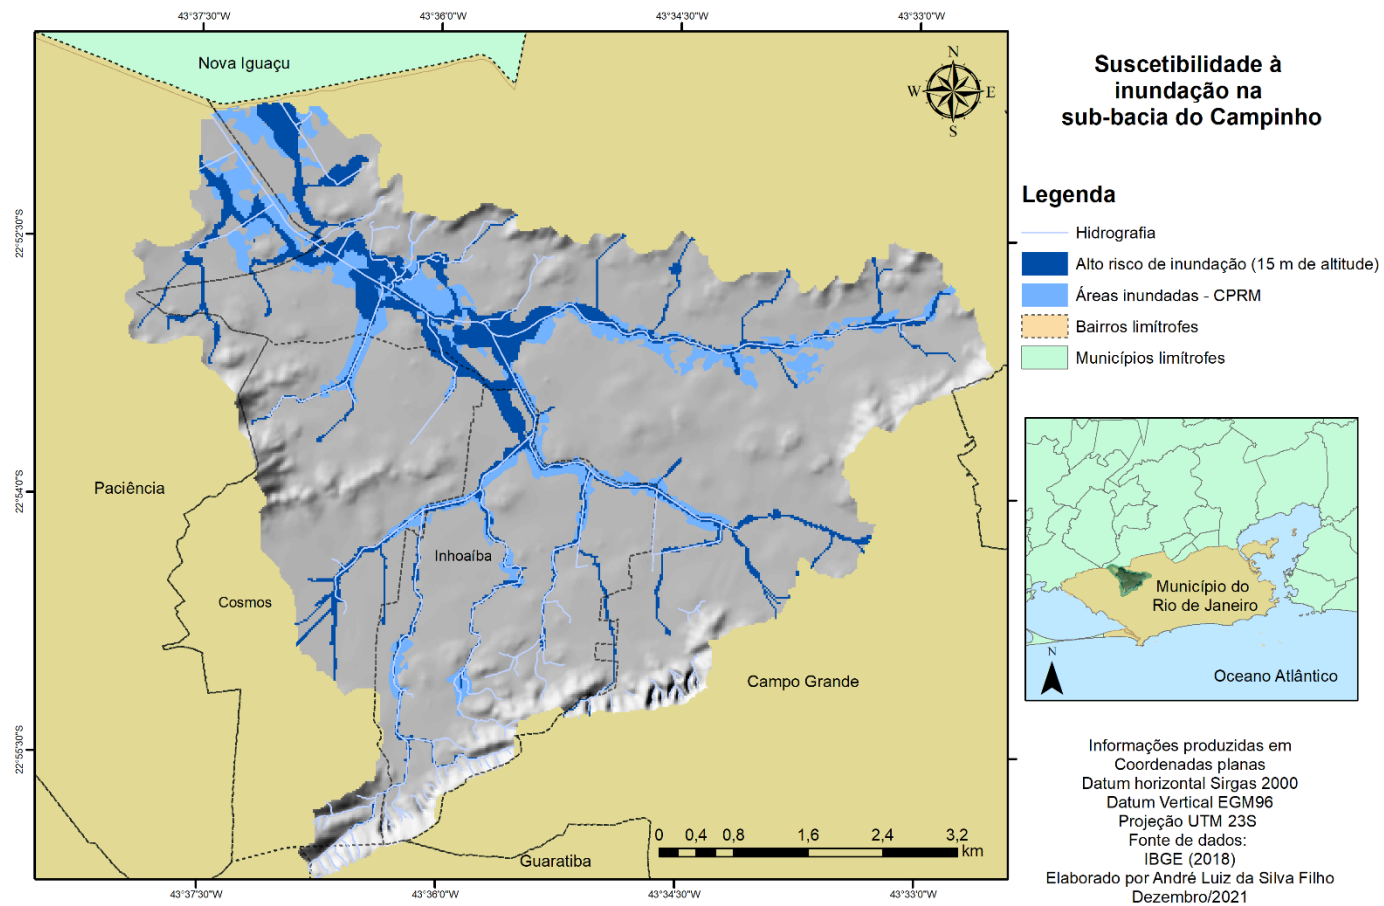 43°37'30"W
43°36'0"W
43°34'30"W
43°33'0"W
Nova Iguaçu
N
W
E
S
22°52'30"S
22°54'0"S
22°55'30"S
Paciência
Cosmos
Inhoaíba
Campo Grande
Guaratiba
0
0,4
0,8
1,6
2,4
3,2
km
43°37'30"W
43°36'0"W
43°34'30"W
43°33'0"W
Suscetibilidade à
inundação na
sub-bacia do Campinho
Legenda
Hidrografia
Alto risco de inundação (15 m de altitude)
Áreas inundadas - CPRM
Bairros limítrofes
Municípios limítrofes
Município do
Rio de Janeiro
N
Oceano Atlântico
Informações produzidas em
Coordenadas planas
Datum horizontal Sirgas 2000
Datum Vertical EGM96
Projeção UTM 23S
Fonte de dados:
IBGE (2018)
Elaborado por André Luiz da Silva Filho
Dezembro/2021